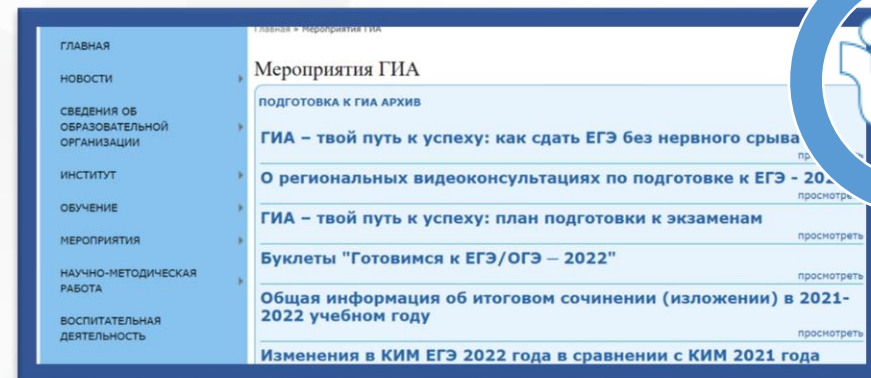 Главная » Мероприятия ГИА
ГЛАВНАЯ
НОВОСТИ
СВЕДЕНИЯ ОБ
ОБРАЗОВАТЕЛЬНОЙ
ОРГАНИЗАЦИИ
ИНСТИТУТ
ОБУЧЕНИЕ
МЕРОПРИЯТИЯ
НАУЧНО-МЕТОДИЧЕСКАЯ
РАБОТА
ВОСПИТАТЕЛЬНАЯ
ДЕЯТЕЛЬНОСТЬ
Мероприятия ГИА
ПОДГОТОВКА К ГИА АРХИВ
ГИА – твой путь к успеху: как сдать ЕГЭ без нервного срыва
О региональных видеоконсультациях по подготовке к ЕГЭ -
просмотреть
ГИА – твой путь к успеху: план подготовки к экзаменам
просмотреть
Буклеты "Готовимся к ЕГЭ/ОГЭ — 2022"
просмотреть
Общая информация об итоговом сочинении (изложении) в 2021-
2022 учебном году
просмотреть
Изменения в КИМ ЕГЭ 2022 года в сравнении с КИМ 2021 года